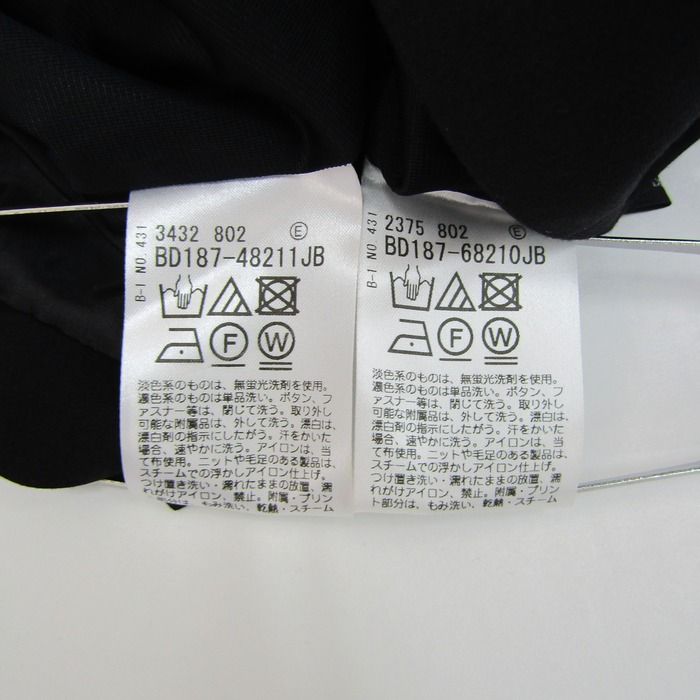 B-I NO. 431
3432 802 Ⓔ
BD187-48211JB
F W
淡色系のものは、無蛍光洗剤を使用。
濃色系のものは単品洗い。ボタン、フ
ァスナー等は、閉じて洗う。取り外し
可能な附属品は、外して洗う。漂白は、
漂白剤の指示にしたがう。汗をかいた
場合、速やかに洗う。アイロンは、当
て布使用。ニットや毛足のある製品は、
スチームでの浮かしアイロン仕上げ。
つけ置き洗い・濡れたままの放置、濡
れがけアイロン、禁止。附属・プリン
ト部分は、もみ洗い、乾熱・スチーム
B-I NO. 431
2375 802 Ⓔ
BD187-68210JB
F W
淡色系のものは、無蛍光洗剤を使用。
濃色系のものは単品洗い。ボタン、フ
ァスナー等は、閉じて洗う。取り外し
可能な附属品は、外して洗う。漂白は、
漂白剤の指示にしたがう。汗をかいた
場合、速やかに洗う。アイロンは、当
て布使用。ニットや毛足のある製品は、
スチームでの浮かしアイロン仕上げ。
つけ置き洗い・濡れたままの放置、濡
れがけアイロン、禁止。附属・プリン
ト部分は、もみ洗い、乾熱・スチーム